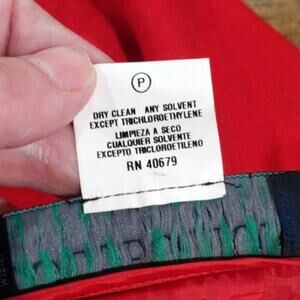 P
DRY CLEAN ANY SOLVENT
EXCEPT TRICHLOROETHYLENE
LIMPIEZA A SECO
CUALQUIER SOLVENTE
EXCEPTO TRICLOROETILENO
RN 40679